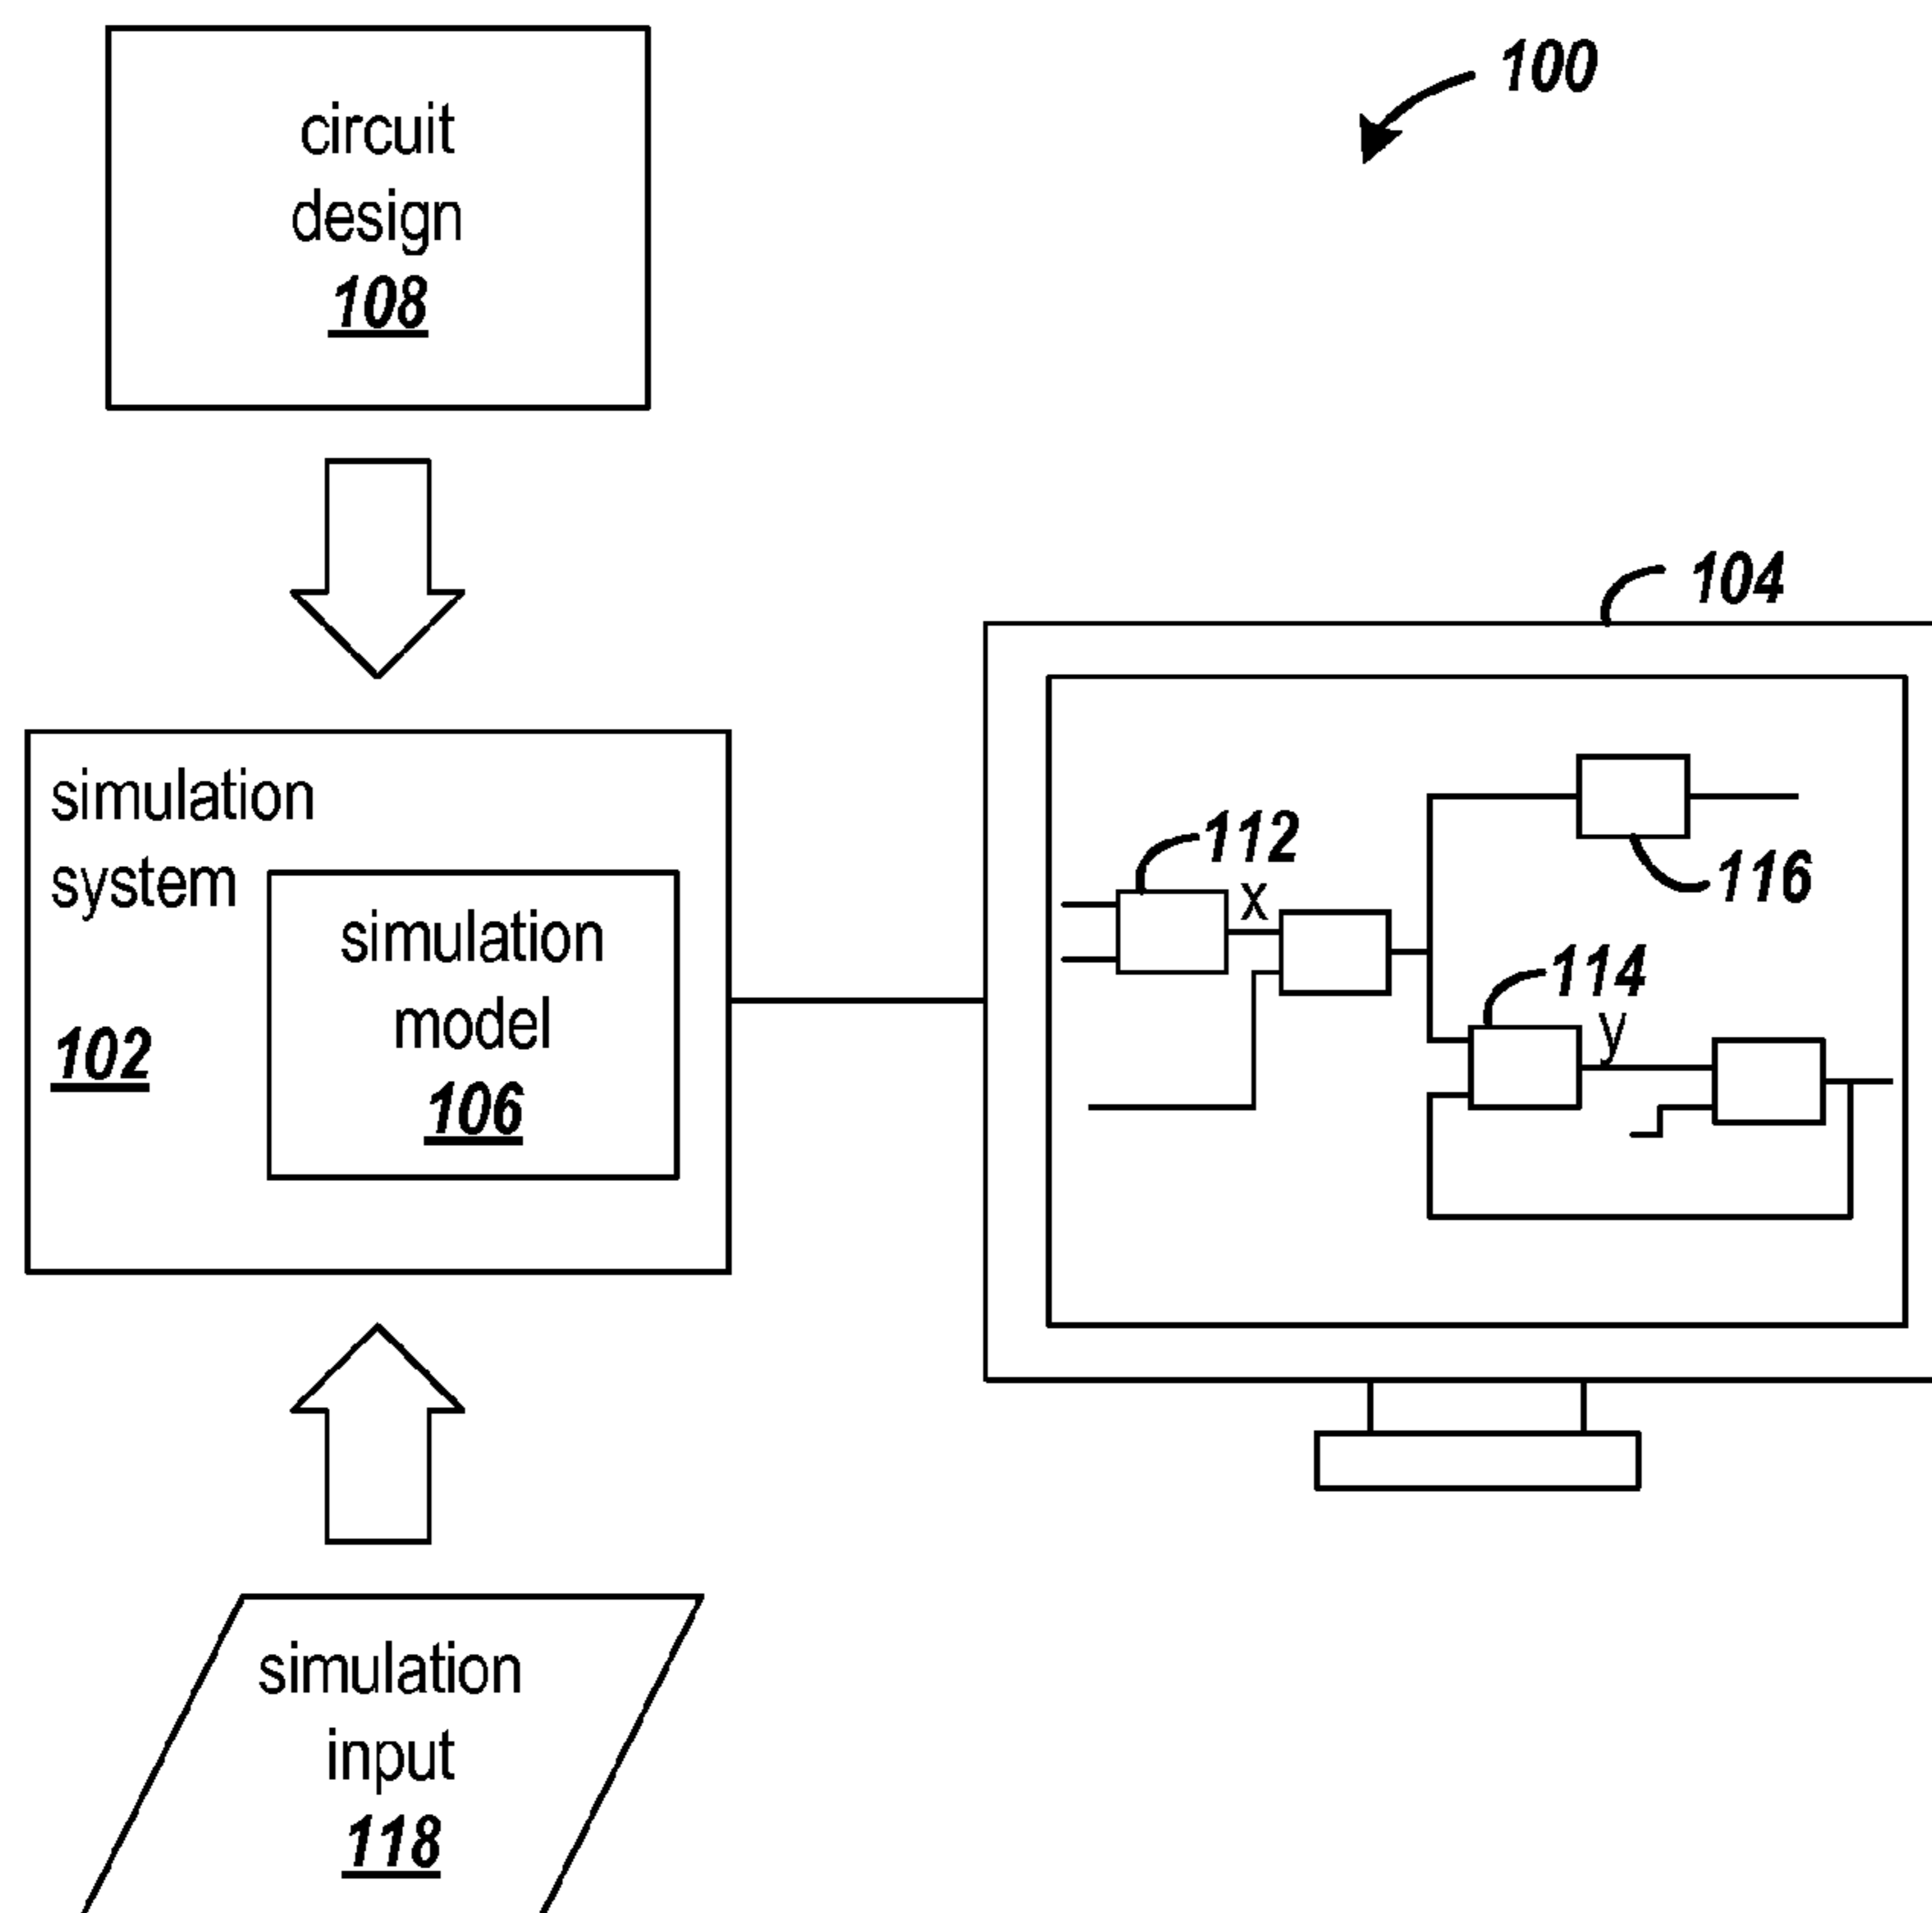 circuit
design
108
100
104
simulation
system
102
simulation
model
106
112
x
116
114
y
simulation
input
118